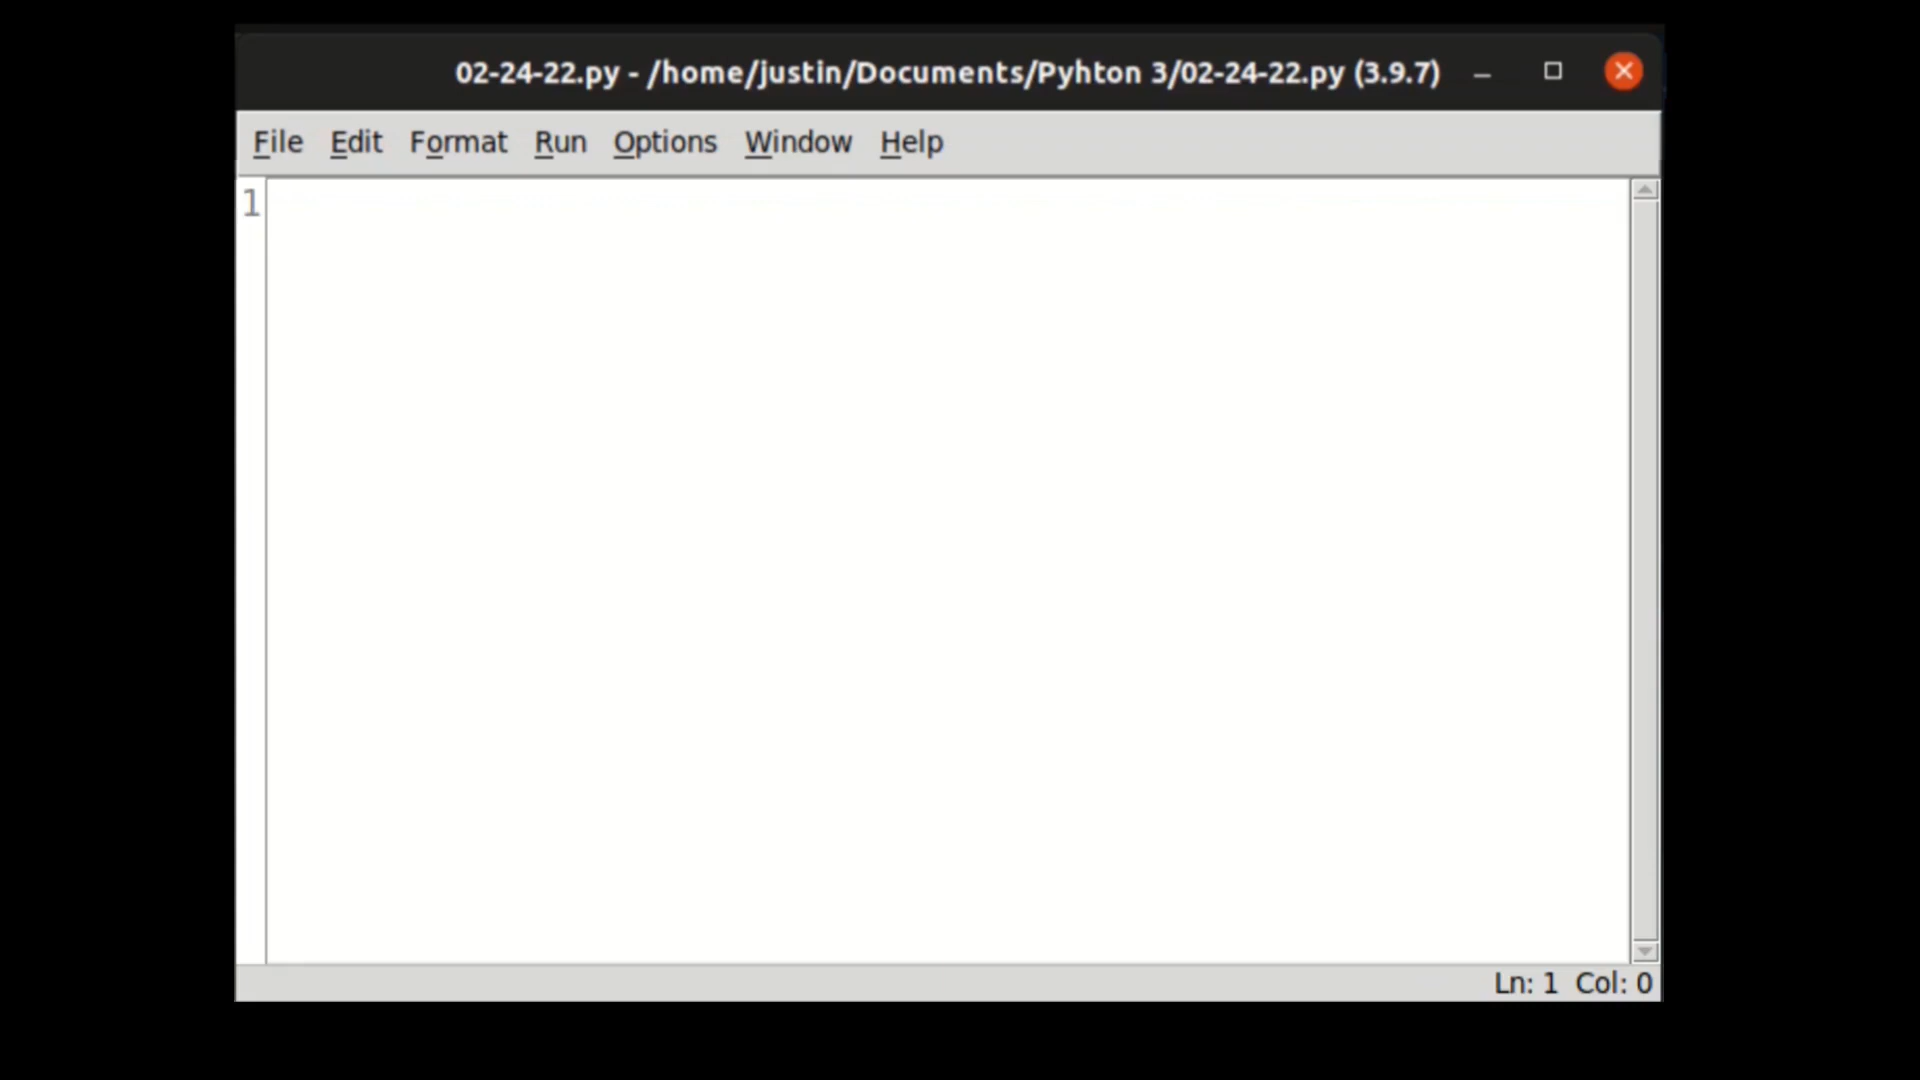 02-24-22.py - /home/justin/Documents/Pyhton 3/02-24-22.py (3.9.7)
File Edit Format Run Options Window Help
1
Ln: 1 Col: 0